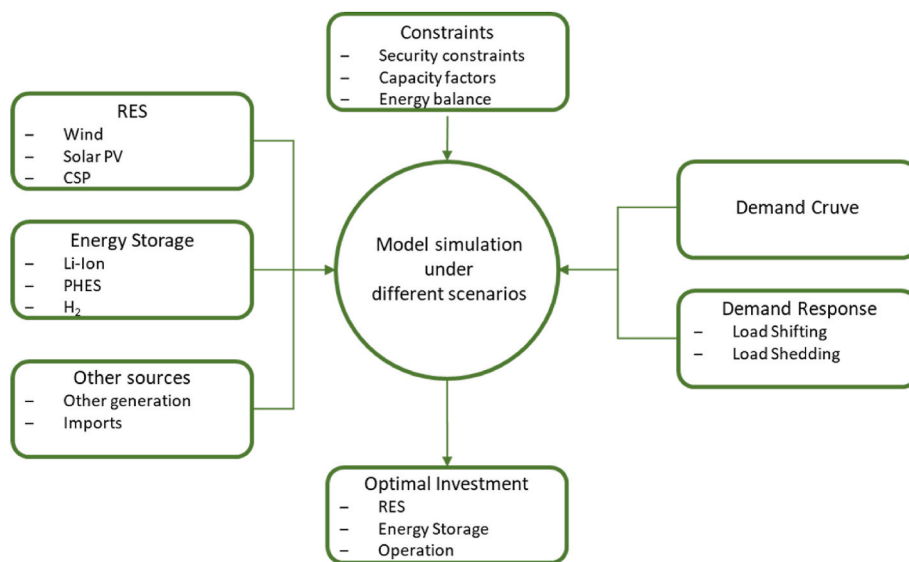 Constraints
– Security constraints
– Capacity factors
– Energy balance
RES
– Wind
– Solar PV
– CSP
Energy Storage
– Li-Ion
– PHES
– H₂
Other sources
– Other generation
– Imports
Model simulation
under
different scenarios
Demand Cruve
Demand Response
– Load Shifting
– Load Shedding
Optimal Investment
– RES
– Energy Storage
– Operation